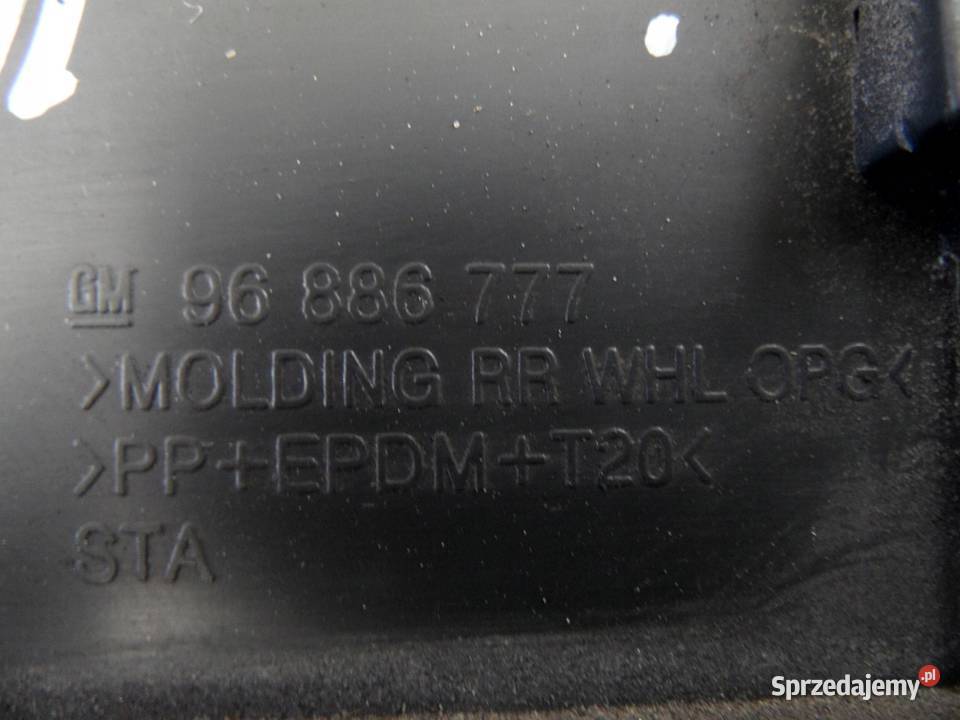 GM 96 886 777
>MOLDING RR WHL OPG<
>PP+EPDM+T20<
STA
Sprzedajemy.pl